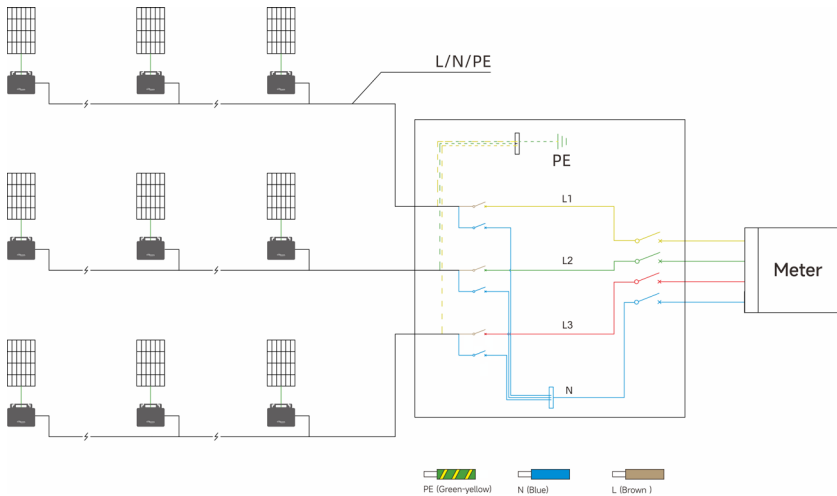 L/N/PE
PE
L1
L2
Meter
L3
N
PE (Green-yellow)
N (Blue)
L (Brown )